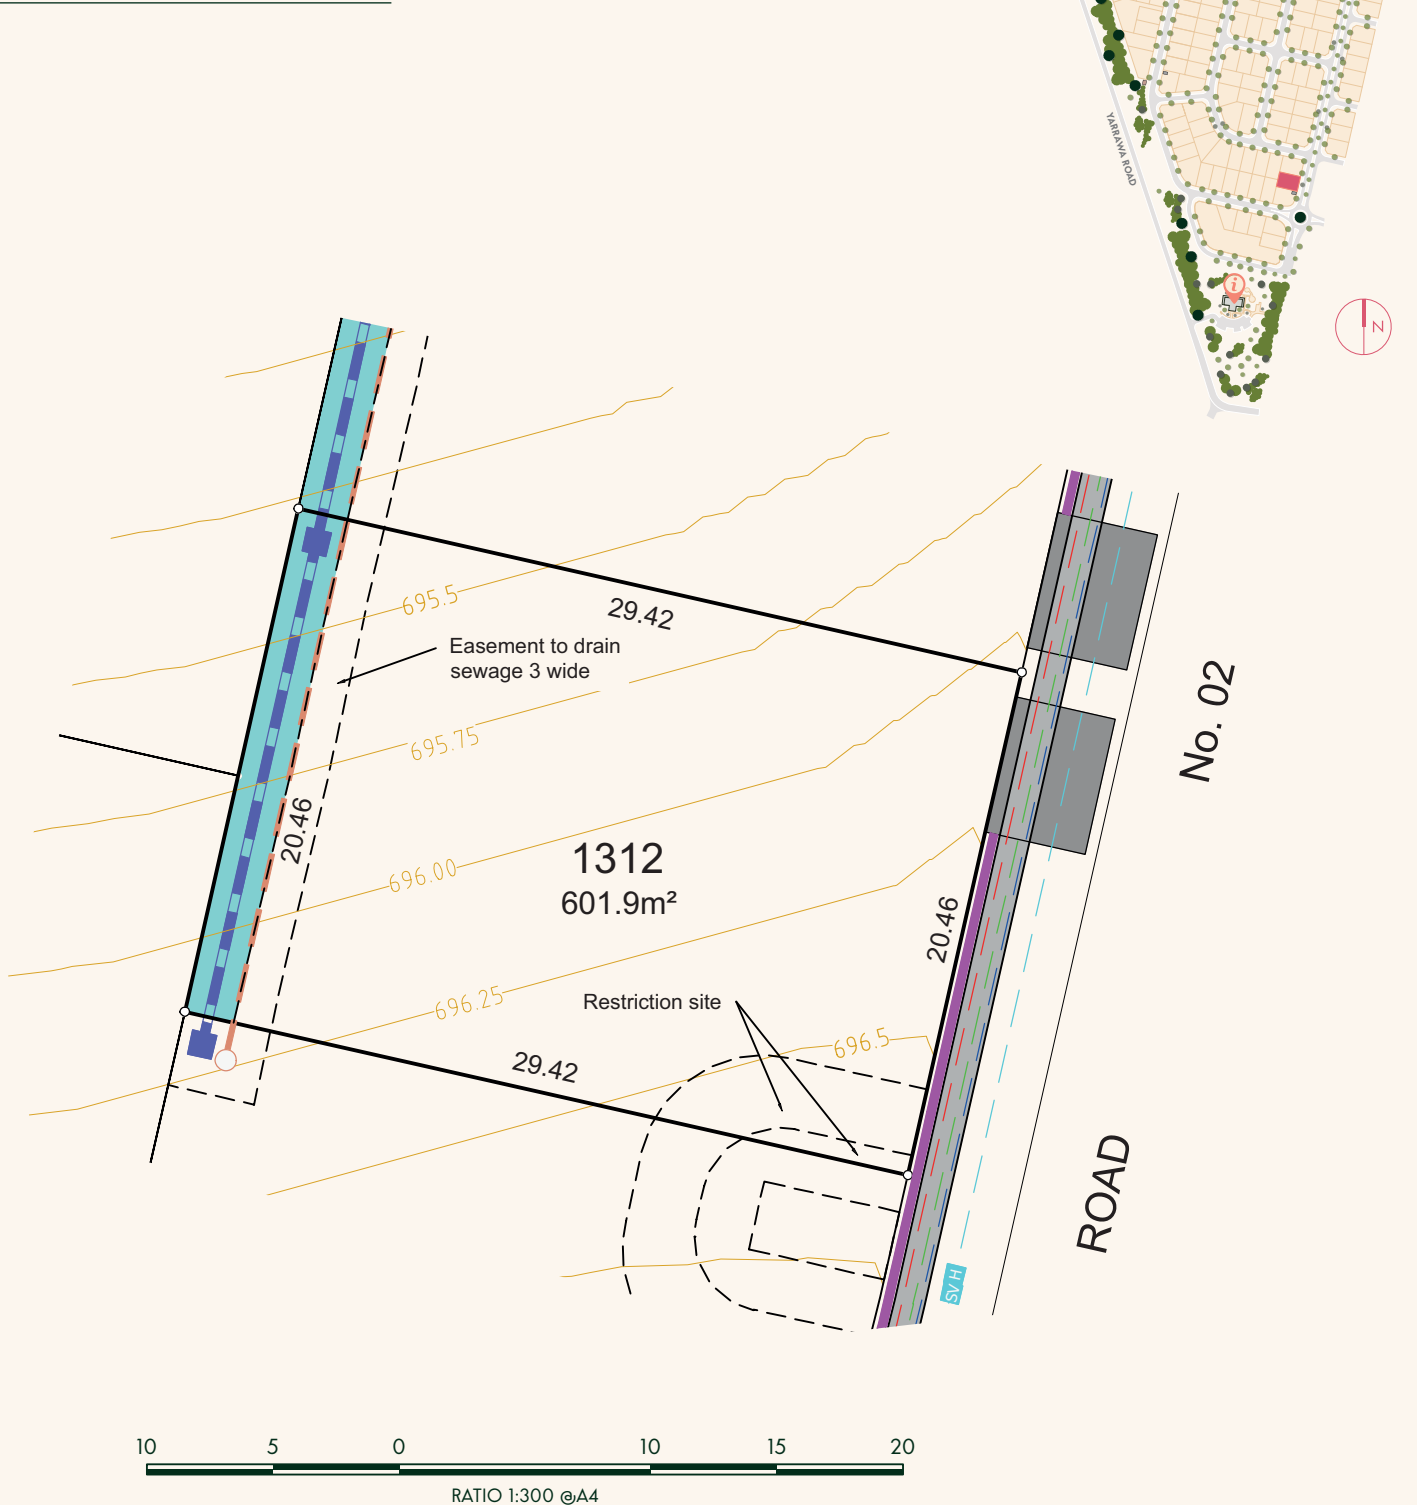 YARRAWA ROAD
i
N
695.5
29.42
Easement to drain
sewage 3 wide
No. 02
695.75
20.46
1312
601.9m²
696.00
20.46
696.25
Restriction site
696.5
29.42
ROAD
SV H
10 5 0 10 15 20
RATIO 1:300 @A4